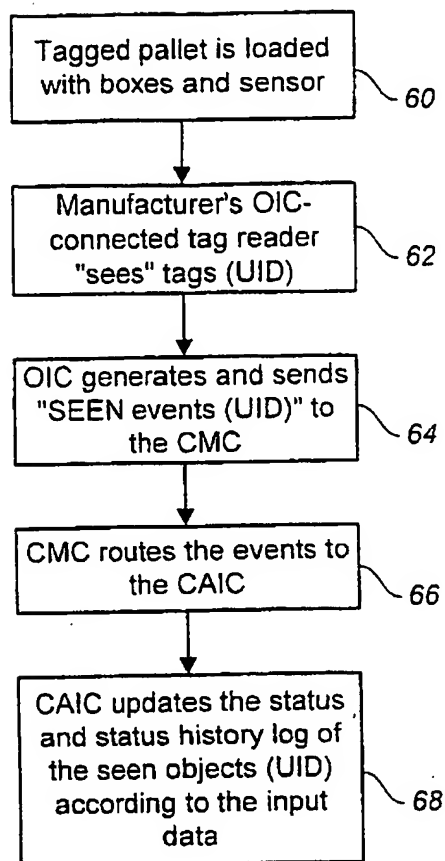 Tagged pallet is loaded
with boxes and sensor
60
Manufacturer's OIC-
connected tag reader
"sees" tags (UID)
62
OIC generates and sends
"SEEN events (UID)" to
the CMC
64
CMC routes the events to
the CAIC
66
CAIC updates the status
and status history log of
the seen objects (UID)
according to the input
data
68